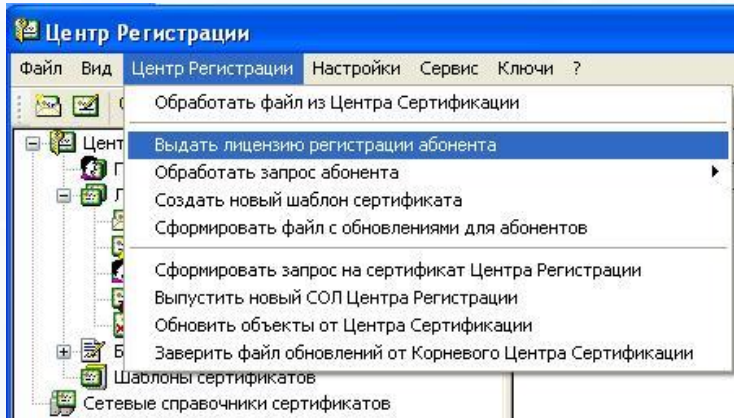 Центр Регистрации
Файл Вид Центр Регистрации Настройки Сервис Ключи ?
Обработать файл из Центра Сертификации
Выдать лицензию регистрации абонента
Обработать запрос абонента
Создать новый шаблон сертификата
Сформировать файл с обновлениями для абонентов
Сформировать запрос на сертификат Центра Регистрации
Выпустить новый СОЛ Центра Регистрации
Обновить объекты от Центра Сертификации
Заверить файл обновлений от Корневого Центра Сертификации
Шаблоны сертификатов
Сетевые справочники сертификатов